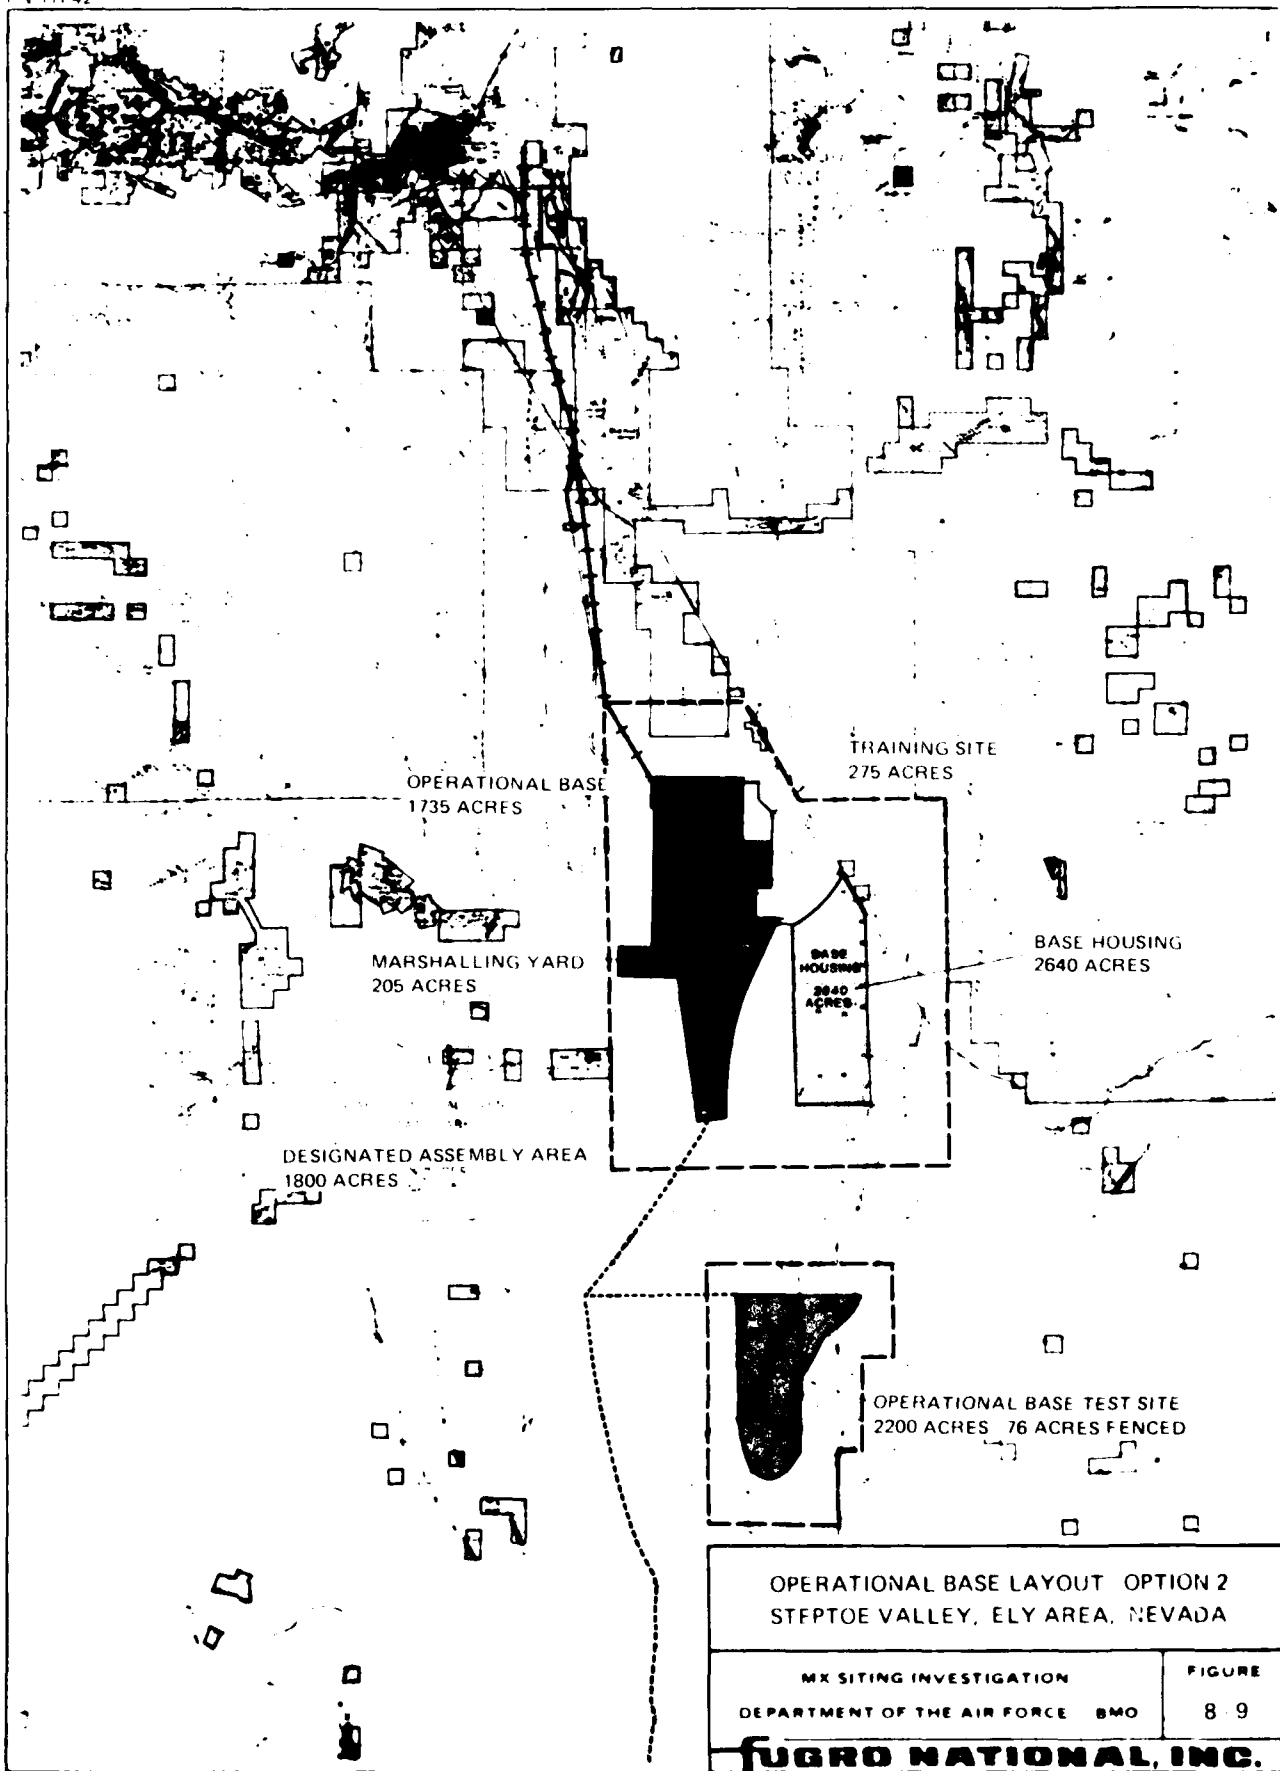 TRAINING SITE
275 ACRES
OPERATIONAL BASE
1735 ACRES
BASE HOUSING
2640 ACRES
BASE
HOUSING
2640
ACRES
MARSHALLING YARD
205 ACRES
DESIGNATED ASSEMBLY AREA
1800 ACRES
OPERATIONAL BASE TEST SITE
2200 ACRES 76 ACRES FENCED
OPERATIONAL BASE LAYOUT OPTION 2
STEPTOE VALLEY, ELY AREA, NEVADA
MX SITING INVESTIGATION
DEPARTMENT OF THE AIR FORCE BMO
FIGURE
8 9
FUGRO NATIONAL, INC.